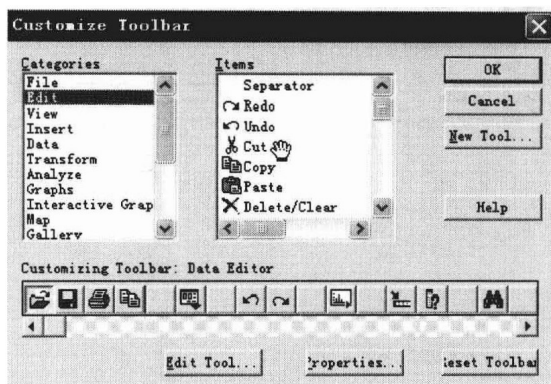 Customize Toolbar
Categories
File
Edit
View
Insert
Data
Transform
Analyze
Graphs
Interactive Grap
Map
Gallery
Items
Separator
Redo
Undo
Cut
Copy
Paste
Delete/Clear
OK
Cancel
New Tool...
Help
Customizing Toolbar: Data Editor
Edit Tool...
roperties...
eset Toolbar